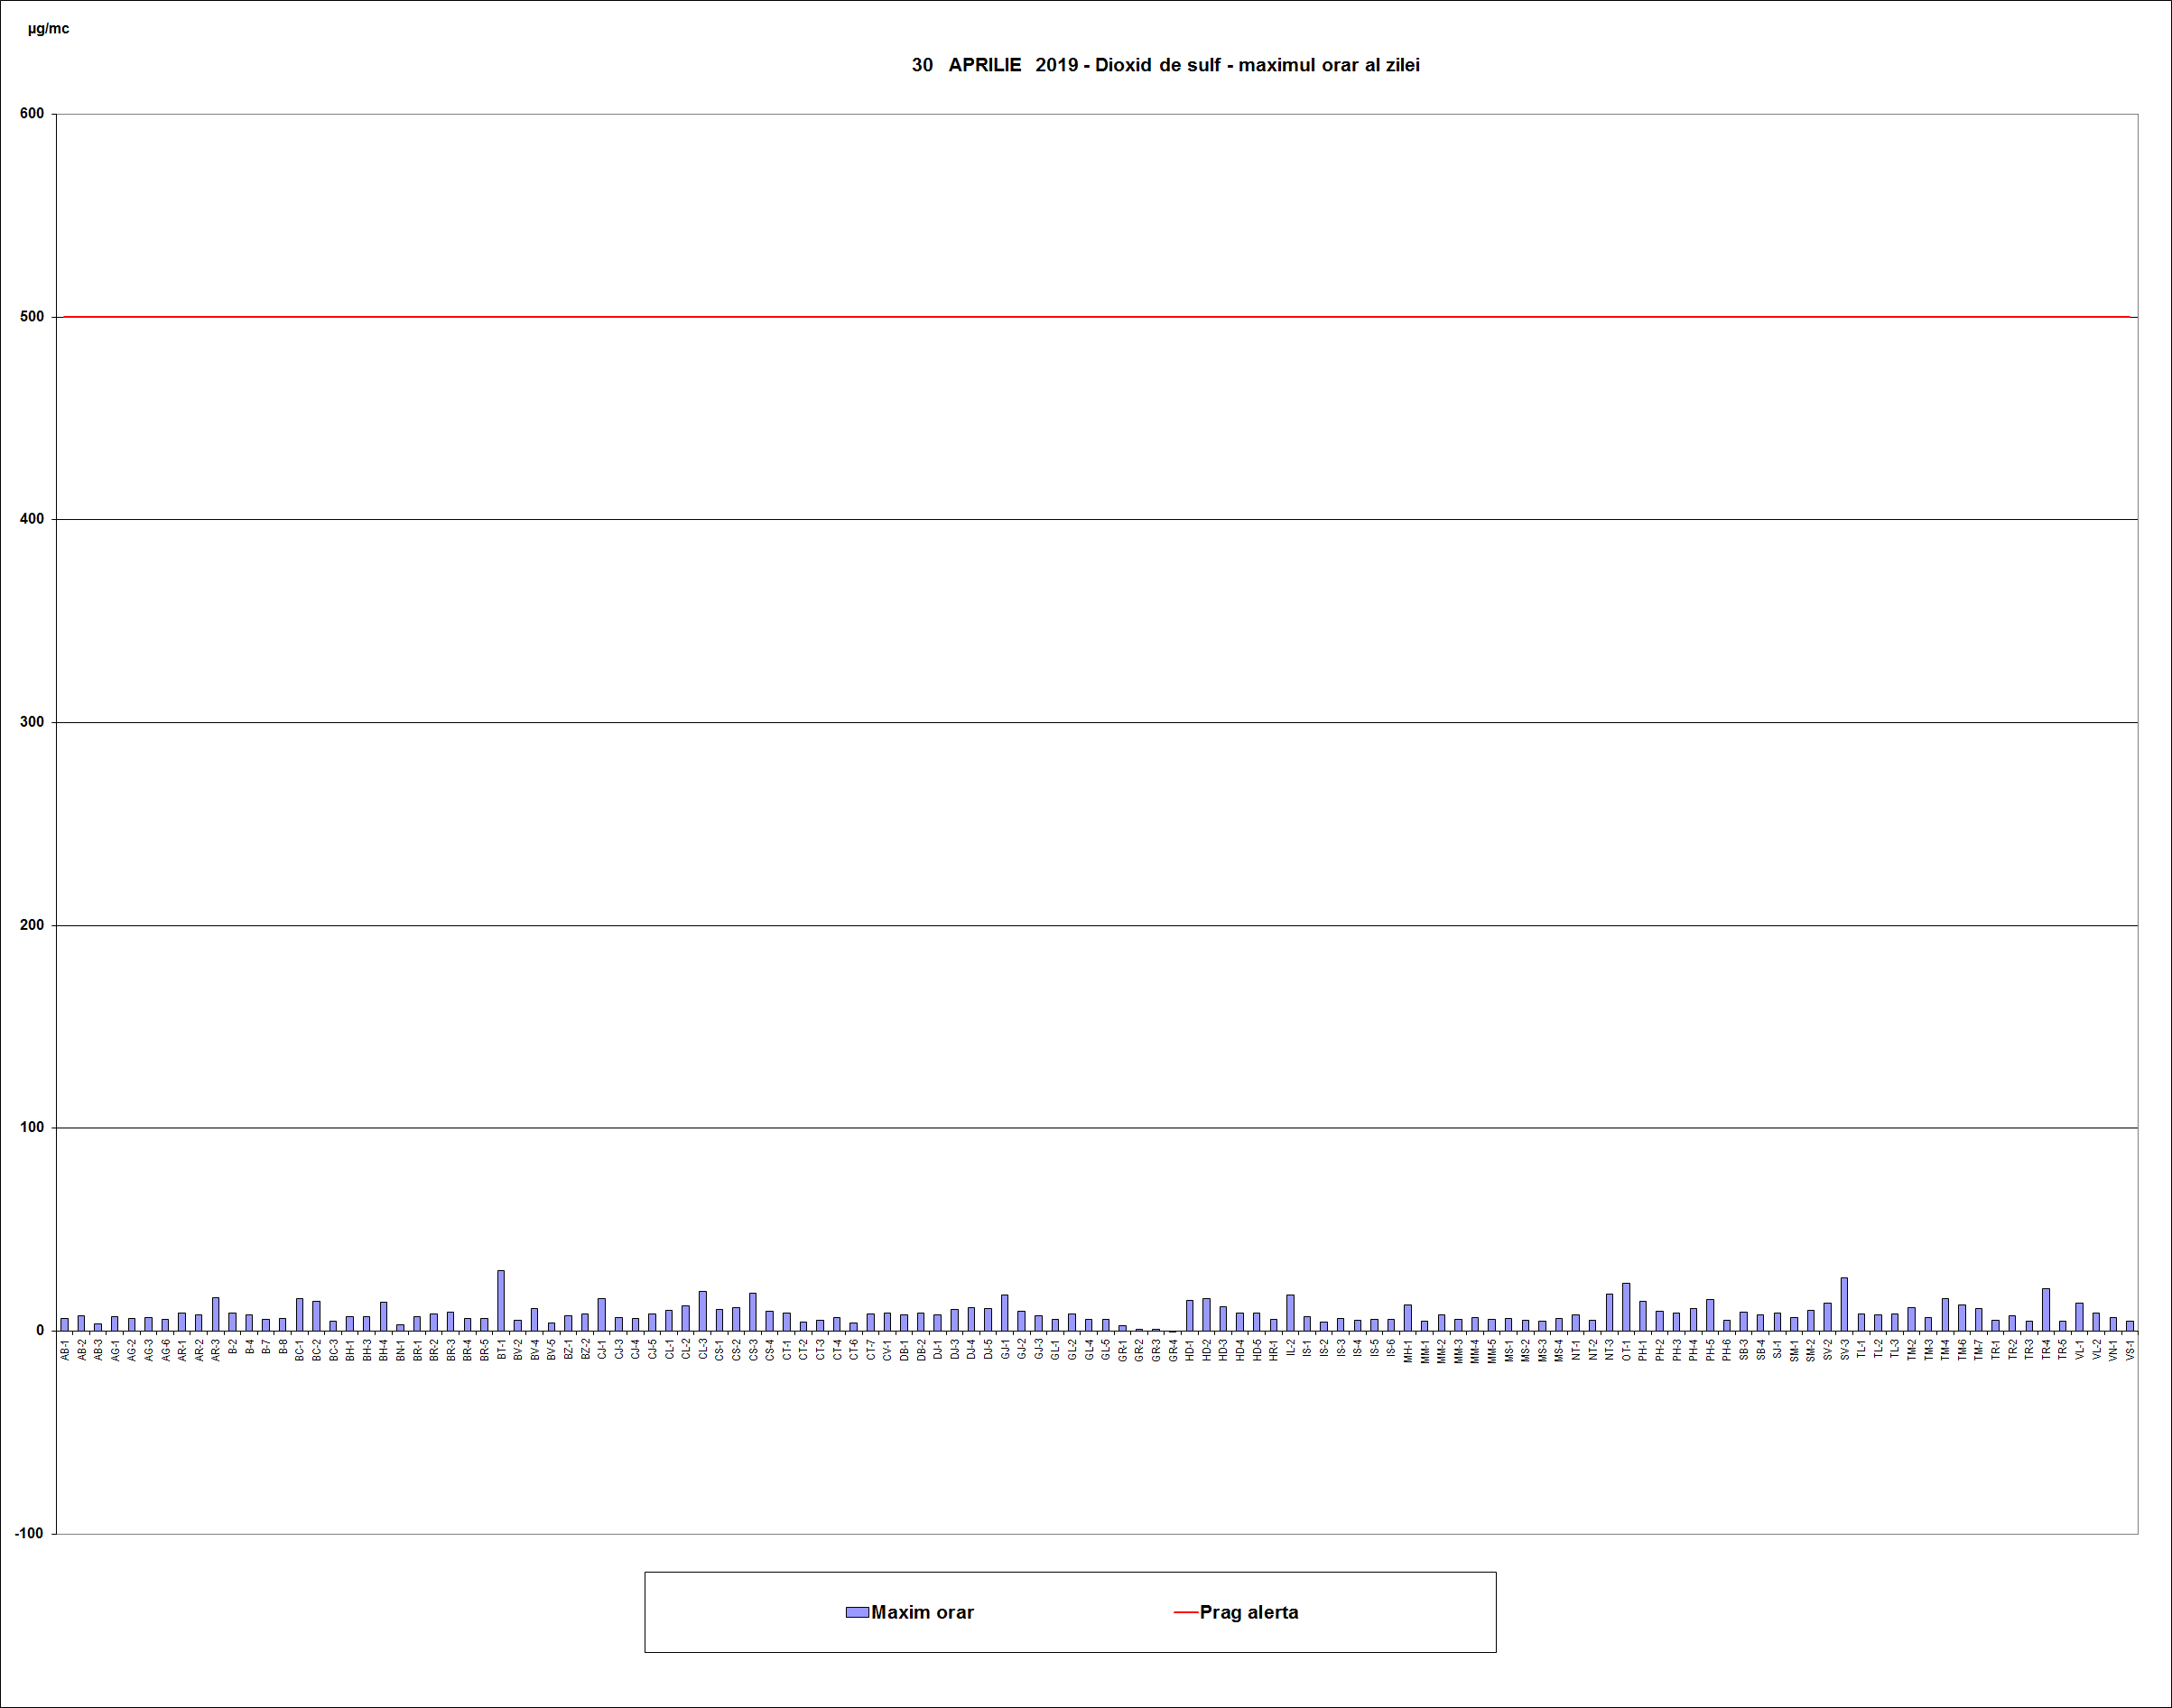 µg/mc
30 APRILIE 2019 - Dioxid de sulf - maximul orar al zilei
600
500
400
300
200
100
0
-100
AB-1
AB-2
AB-3
AG-1
AG-2
AG-3
AG-6
AR-1
AR-2
AR-3
B-2
B-4
B-7
B-8
BC-1
BC-2
BC-3
BH-1
BH-3
BH-4
BN-1
BR-1
BR-2
BR-3
BR-4
BR-5
BT-1
BV-2
BV-4
BV-5
BZ-1
BZ-2
CJ-1
CJ-3
CJ-4
CJ-5
CL-1
CL-2
CL-3
CS-1
CS-2
CS-3
CS-4
CT-1
CT-2
CT-3
CT-4
CT-6
CT-7
CV-1
DB-1
DB-2
DJ-1
DJ-3
DJ-4
DJ-5
GJ-1
GJ-2
GJ-3
GL-1
GL-2
GL-4
GL-5
GR-1
GR-2
GR-3
GR-4
HD-1
HD-2
HD-3
HD-4
HD-5
HR-1
IL-2
IS-1
IS-2
IS-3
IS-4
IS-5
IS-6
MH-1
MM-1
MM-2
MM-3
MM-4
MM-5
MS-1
MS-2
MS-3
MS-4
NT-1
NT-2
NT-3
OT-1
PH-1
PH-2
PH-3
PH-4
PH-5
PH-6
SB-3
SB-4
SJ-1
SM-1
SM-2
SV-2
SV-3
TL-1
TL-2
TL-3
TM-2
TM-3
TM-4
TM-6
TM-7
TR-1
TR-2
TR-3
TR-4
TR-5
VL-1
VL-2
VN-1
VS-1
Maxim orar
Prag alerta